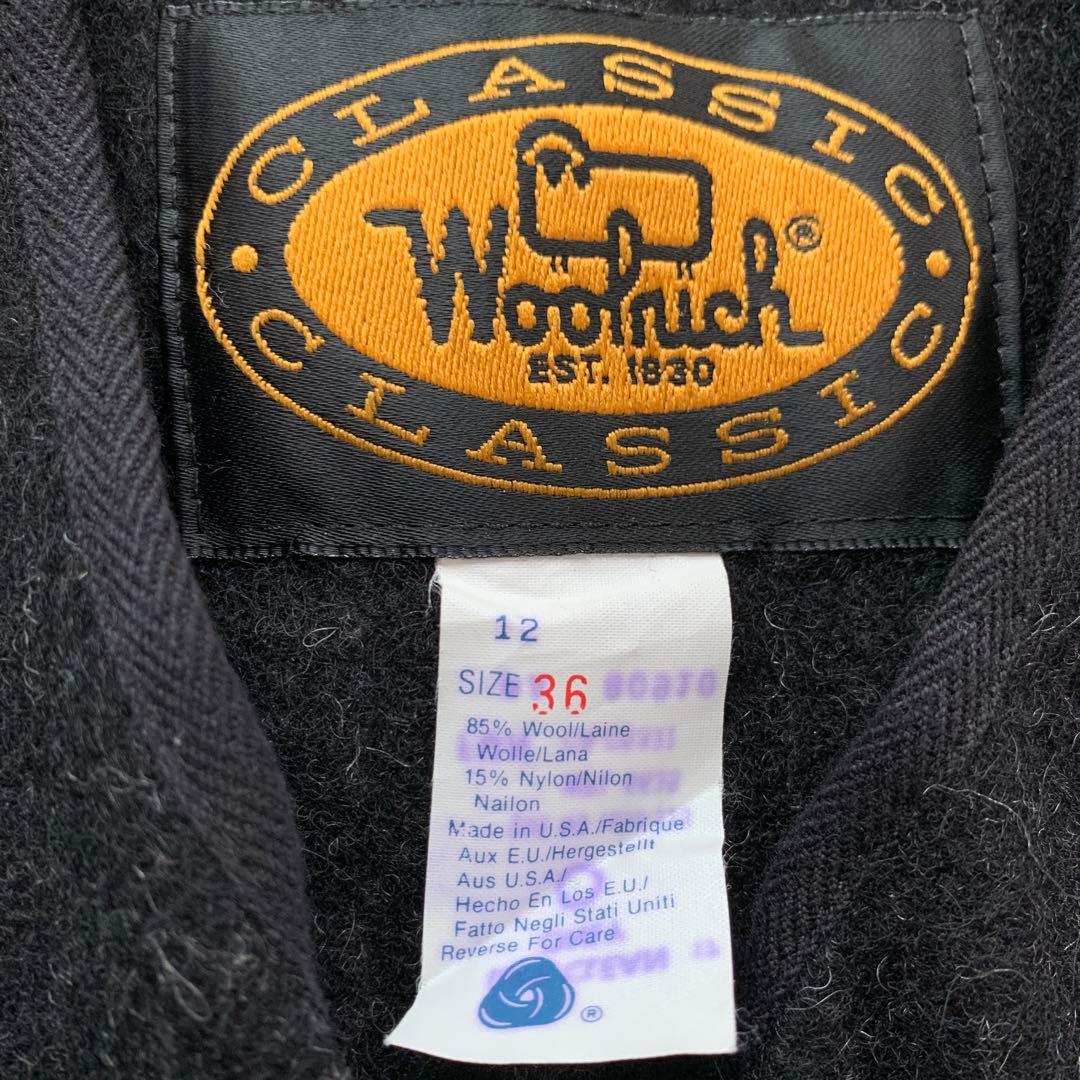 CLASSIC
Woolrich®
EST. 1830
CLASSIC
12
SIZE 36
85% Wool/Laine
Wolle/Lana
15% Nylon/Nilon
Nailon
Made in U.S.A./Fabrique
Aux E.U./Hergestellt
Aus U.S.A./
Hecho En Los E.U./
Fatto Negli Stati Uniti
Reverse For Care
®